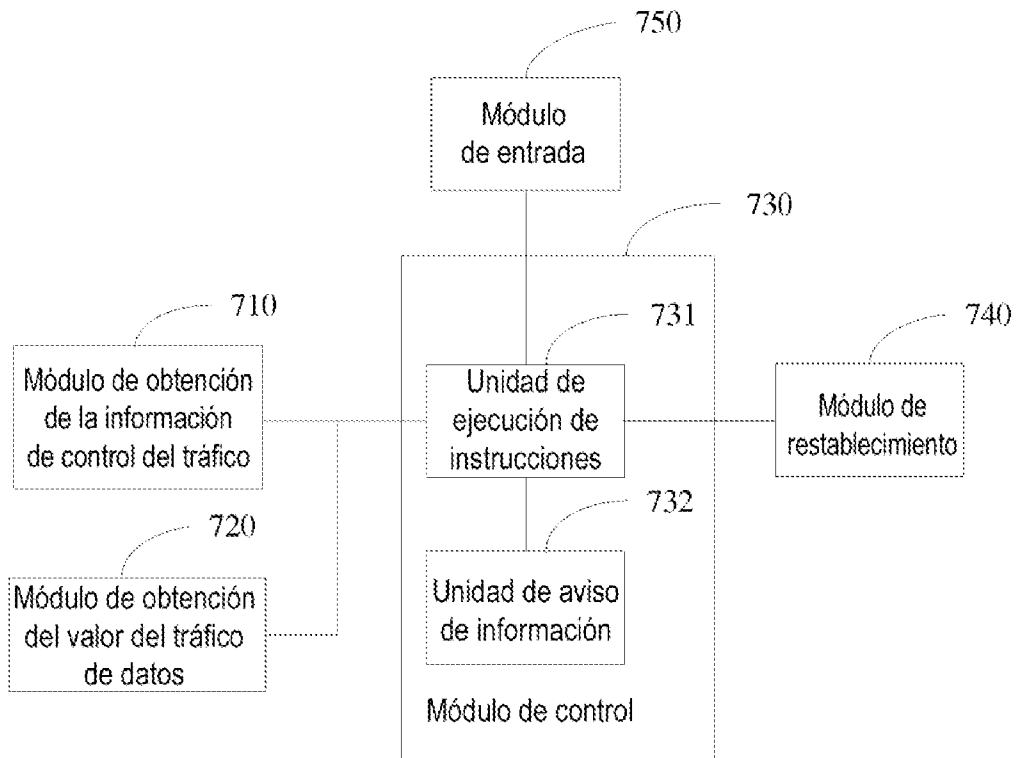 750
Módulo
de entrada
730
710
Módulo de obtención
de la información
de control del tráfico
731
Unidad de
ejecución de
instrucciones
740
Módulo de
restablecimiento
720
Módulo de obtención
del valor del tráfico
de datos
732
Unidad de aviso
de información
Módulo de control